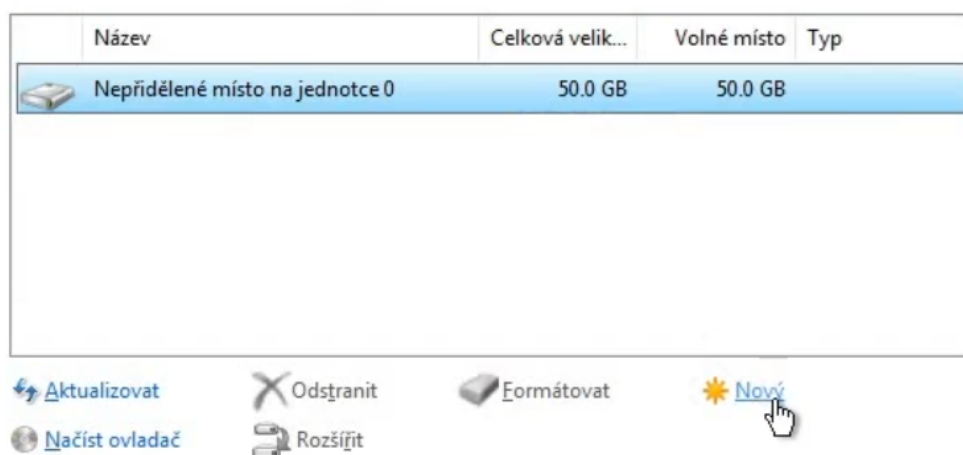 Název Celková velik... Volné místo Typ
Nepřidělené místo na jednotce 0 50.0 GB 50.0 GB
Aktualizovat Odstranit Formátovat Nový
Načíst ovladač Rozšířit